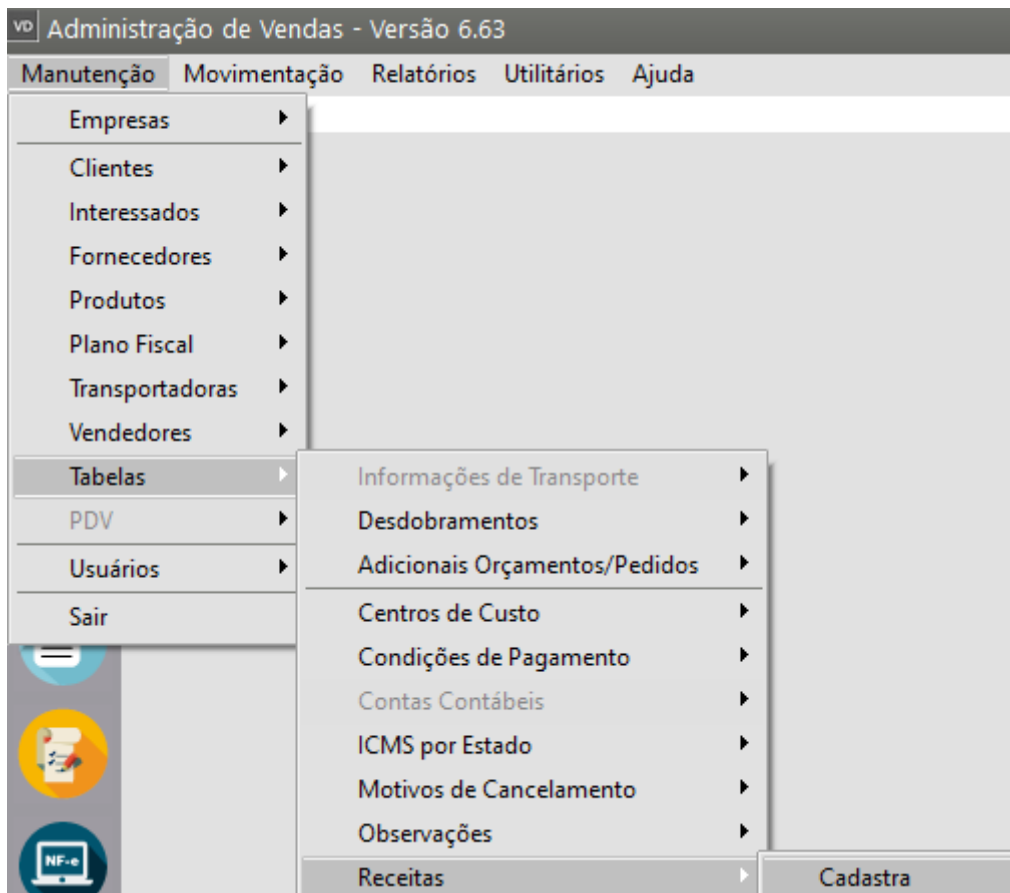 VD Administração de Vendas - Versão 6.63
Manutenção Movimentação Relatórios Utilitários Ajuda
Empresas
Clientes
Interessados
Fornecedores
Produtos
Plano Fiscal
Transportadoras
Vendedores
Tabelas
PDV
Usuários
Sair
Informações de Transporte
Desdobramentos
Adicionais Orçamentos/Pedidos
Centros de Custo
Condições de Pagamento
Contas Contábeis
ICMS por Estado
Motivos de Cancelamento
Observações
Receitas
Cadastra
NF-e